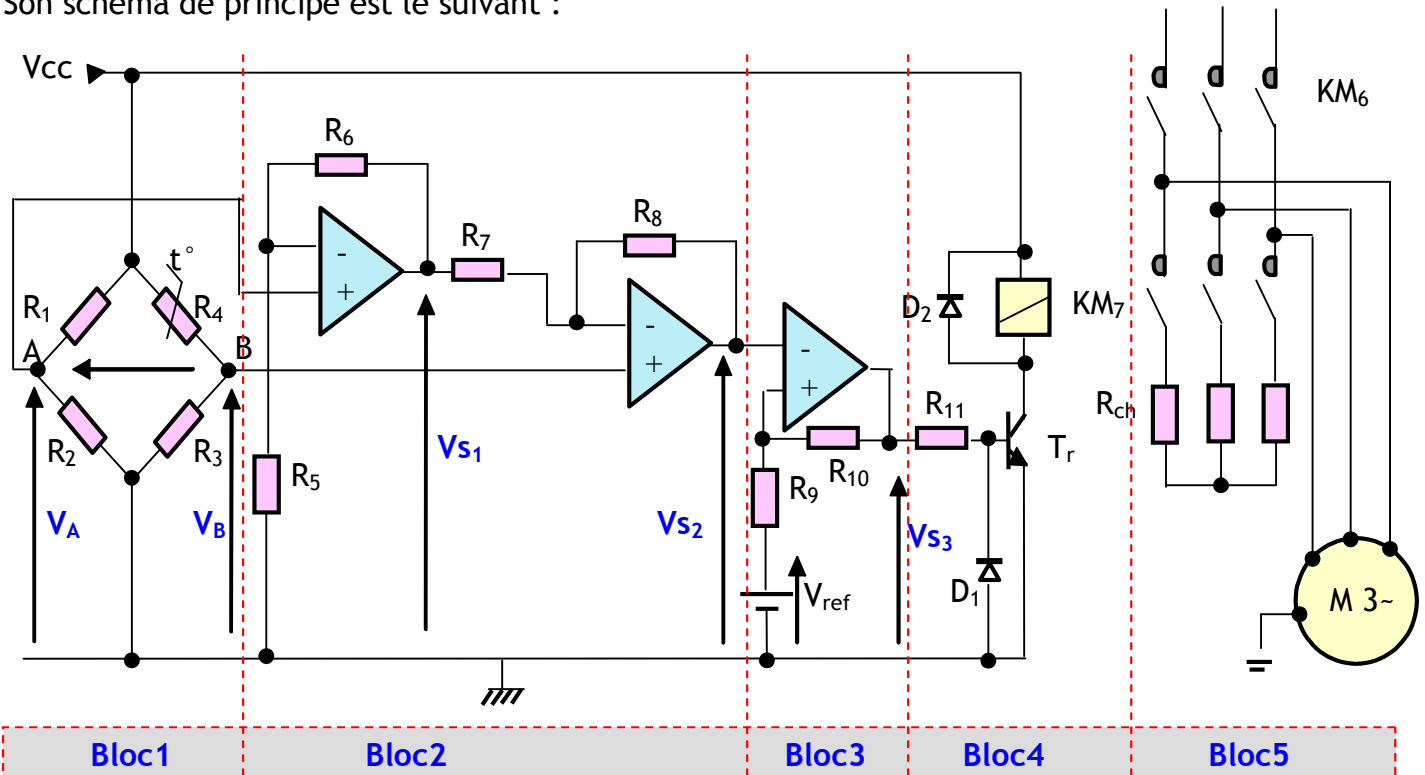 Son schéma de principe est le suivant :
Vcc
KM6
R6
R8
R7
t°
-
+
R1
R4
A
B
-
+
-
+
D2
KM7
R2
R3
R5
Vs1
R10
R11
Tr
Rch
VA
VB
R9
Vs2
Vs3
Vref
D1
M 3~
Bloc1 Bloc2 Bloc3 Bloc4 Bloc5